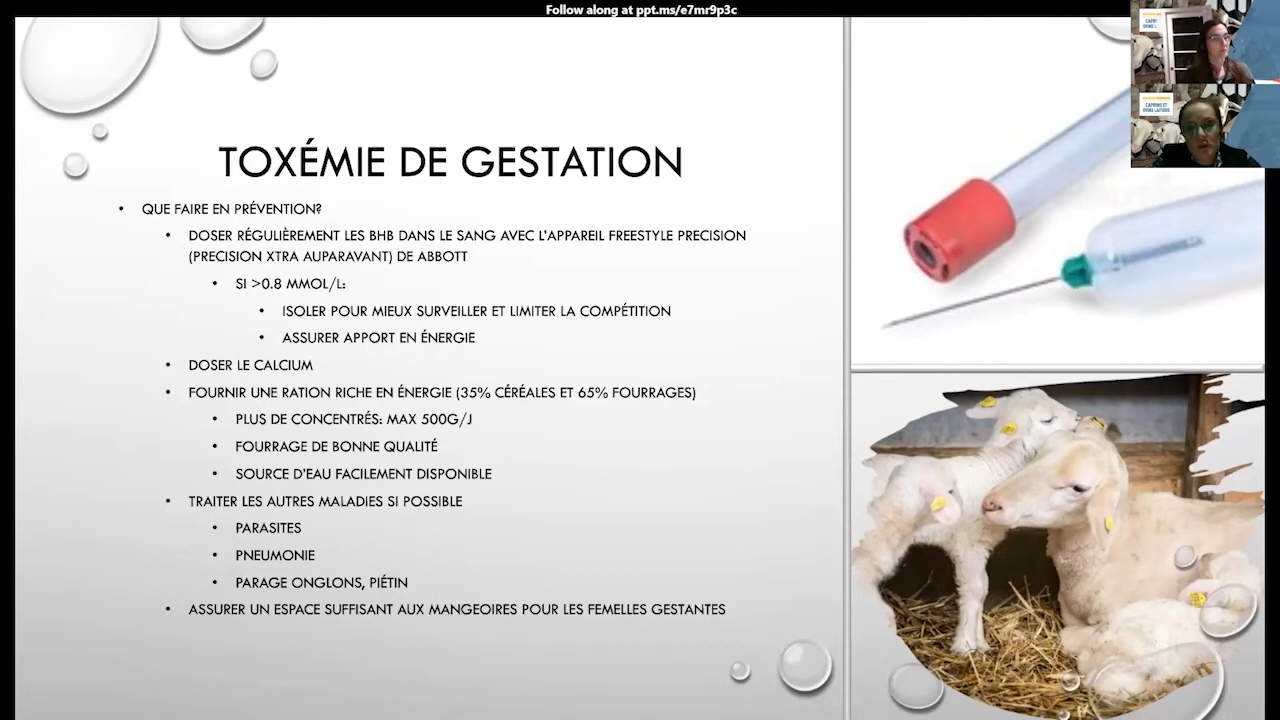 Follow along at ppt.ms/e7mr9p3c
TOXÉMIE DE GESTATION
• QUE FAIRE EN PRÉVENTION?
• DOSER RÉGULIÈREMENT LES BHB DANS LE SANG AVEC L'APPAREIL FREESTYLE PRECISION
(PRECISION XTRA AUPARAVANT) DE ABBOTT
• SI >0.8 MMOL/L:
• ISOLER POUR MIEUX SURVEILLER ET LIMITER LA COMPÉTITION
• ASSURER APPORT EN ÉNERGIE
• DOSER LE CALCIUM
• FOURNIR UNE RATION RICHE EN ÉNERGIE (35% CÉRÉALES ET 65% FOURRAGES)
• PLUS DE CONCENTRÉS: MAX 500G/J
• FOURRAGE DE BONNE QUALITÉ
• SOURCE D'EAU FACILEMENT DISPONIBLE
• TRAITER LES AUTRES MALADIES SI POSSIBLE
• PARASITES
• PNEUMONIE
• PARAGE ONGLONS, PIÉTIN
• ASSURER UN ESPACE SUFFISANT AUX MANGEOIRES POUR LES FEMELLES GESTANTES
CAPRINS ET
OVINS LAITIERS